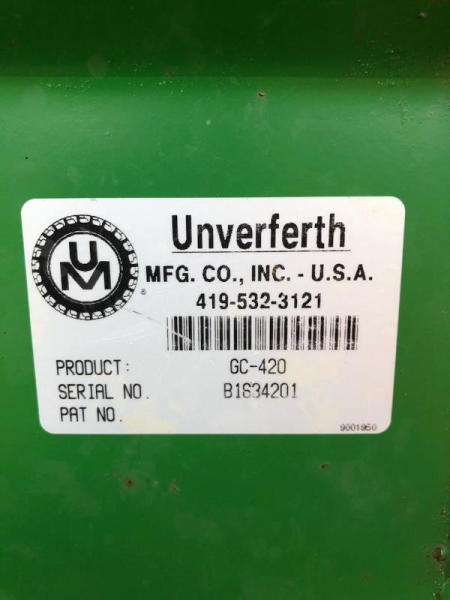 UM
®
Unverferth
MFG. CO., INC. - U.S.A.
419-532-3121
PRODUCT: GC-420
SERIAL NO. B1634201
PAT NO.
9001950